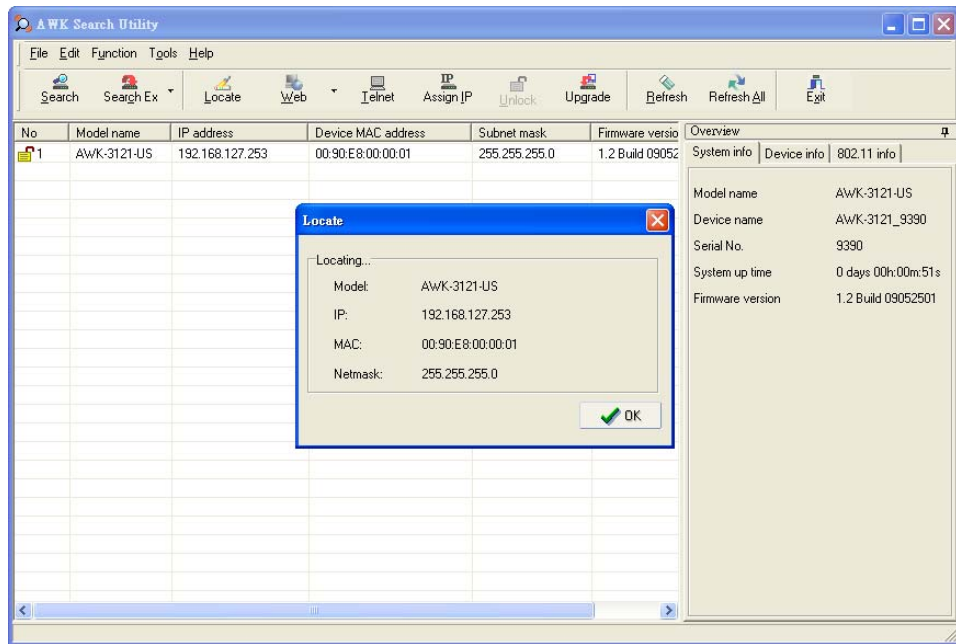 AWK Search Utility
File Edit Function Tools Help
Search Search Ex Locate Web Telnet Assign IP Unlock Upgrade Refresh Refresh All Exit
IP
No Model name IP address Device MAC address Subnet mask Firmware versio
1 AWK-3121-US 192.168.127.253 00:90:E8:00:00:01 255.255.255.0 1.2 Build 09052
Locate
Locating...
Model: AWK-3121-US
IP: 192.168.127.253
MAC: 00:90:E8:00:00:01
Netmask: 255.255.255.0
OK
Overview
System info Device info 802.11 info
Model name AWK-3121-US
Device name AWK-3121_9390
Serial No. 9390
System up time 0 days 00h:00m:51s
Firmware version 1.2 Build 09052501